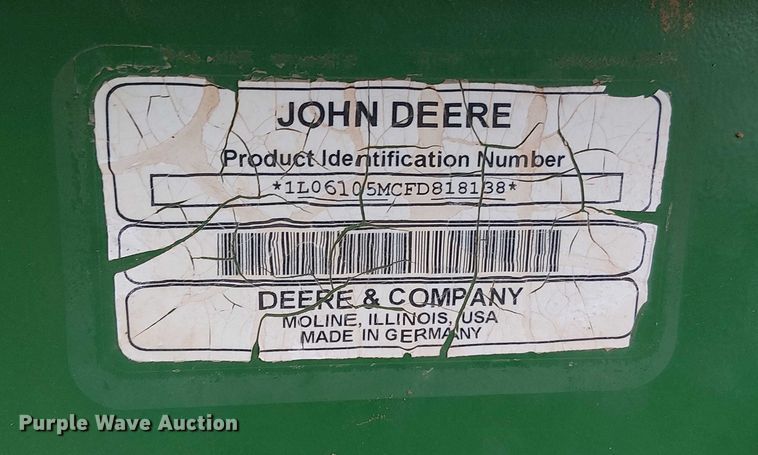 JOHN DEERE
Product Identification Number
*1L06105MCFD818138*
DEERE & COMPANY
MOLINE, ILLINOIS, USA
MADE IN GERMANY
Purple Wave Auction